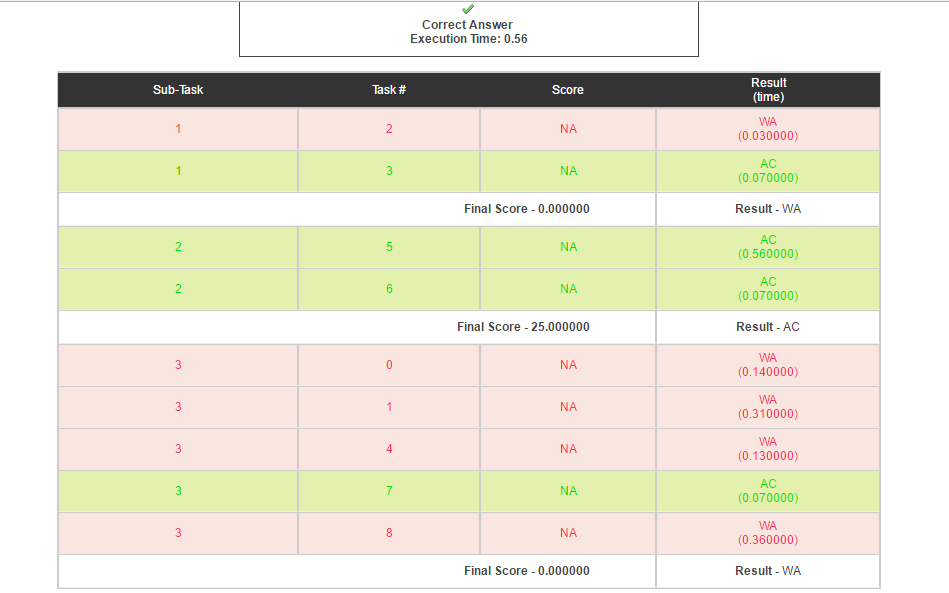 Correct Answer
Execution Time: 0.56
Sub-Task Task # Score Result
(time)
1 2 NA WA
(0.030000)
1 3 NA AC
(0.070000)
Final Score - 0.000000 Result - WA
2 5 NA AC
(0.560000)
2 6 NA AC
(0.070000)
Final Score - 25.000000 Result - AC
3 0 NA WA
(0.140000)
3 1 NA WA
(0.310000)
3 4 NA WA
(0.130000)
3 7 NA AC
(0.070000)
3 8 NA WA
(0.360000)
Final Score - 0.000000 Result - WA